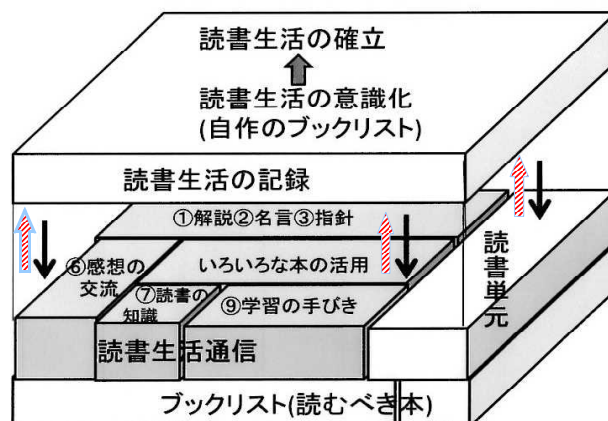 読書生活の確立
読書生活の意識化
(自作のブックリスト)
読書生活の記録
①解説②名言③指針
⑥感想の
交流
いろいろな本の活用
⑦読書の
知識
⑨学習の手びき
読書単元
読書生活通信
ブックリスト(読むべき本)